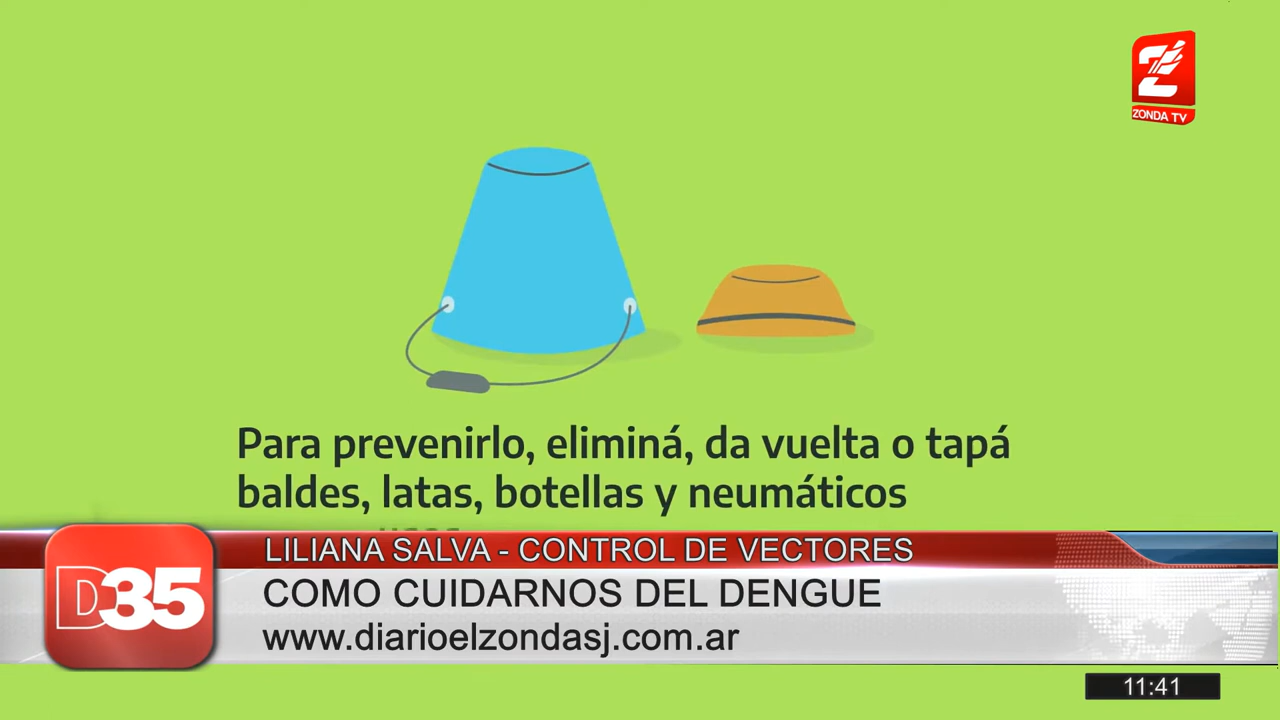 Z
ZONDA TV
Para prevenirlo, eliminá, da vuelta o tapá
baldes, latas, botellas y neumáticos
LILIANA SALVA - CONTROL DE VECTORES
D35
COMO CUIDARNOS DEL DENGUE
www.diarioelzondasj.com.ar
11:41